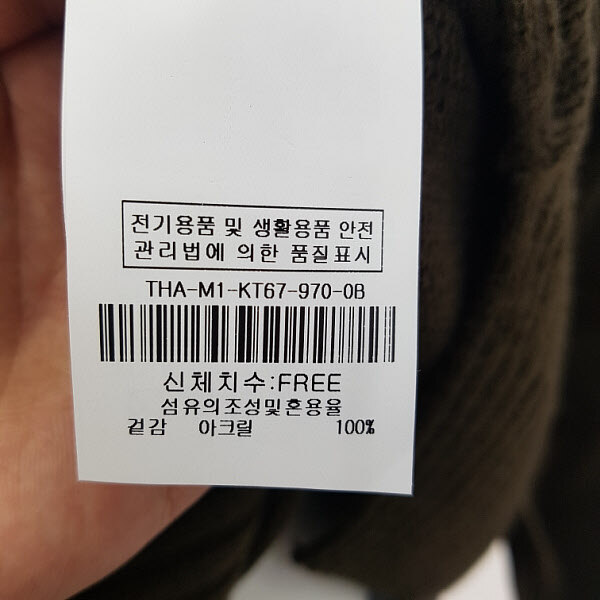 전기용품 및 생활용품 안전
관리법에 의한 품질표시
THA-M1-KT67-970-0B
신체치수:FREE
섬유의조성및혼용율
겉감 아크릴 100%